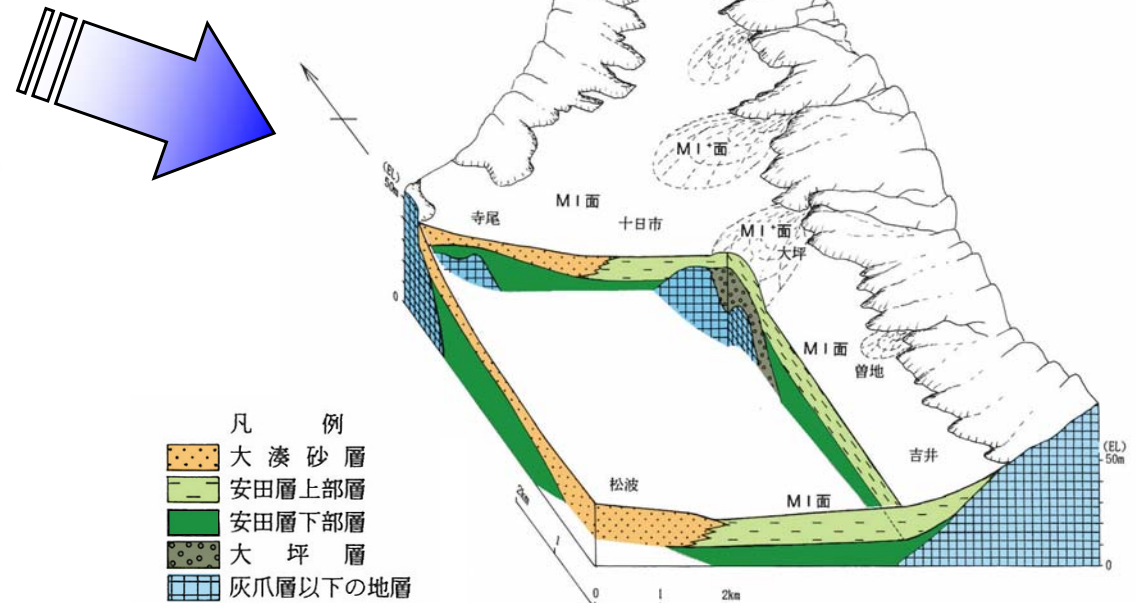 (EL)
50m
0
寺尾
MⅠ面
十日市
MⅠ⁺面
MⅠ⁺面
大坪
MⅠ面
曽地
吉井
(EL)
50m
0
松波
MⅠ面
2km
1
0 1 2km
凡 例
大湊砂層
安田層上部層
安田層下部層
大坪層
灰爪層以下の地層